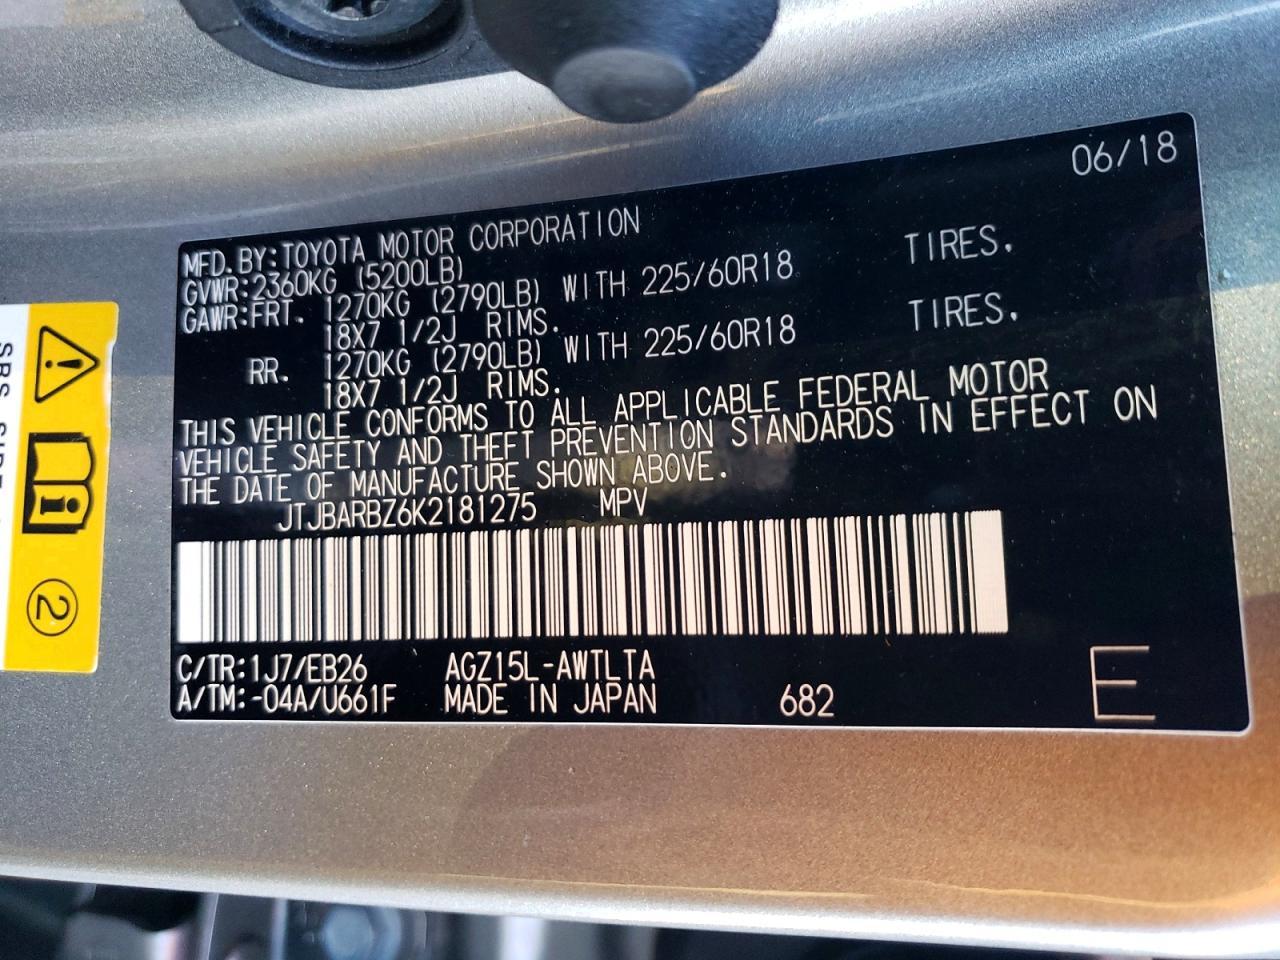 06/18
MFD. BY: TOYOTA MOTOR CORPORATION
GVWR: 2360KG (5200LB)
GAWR: FRT. 1270KG (2790LB) WITH 225/60R18 TIRES.
18X7 1/2J RIMS.
RR. 1270KG (2790LB) WITH 225/60R18 TIRES.
18X7 1/2J RIMS.
THIS VEHICLE CONFORMS TO ALL APPLICABLE FEDERAL MOTOR
VEHICLE SAFETY AND THEFT PREVENTION STANDARDS IN EFFECT ON
THE DATE OF MANUFACTURE SHOWN ABOVE.
JTJBARBZ6K2181275 MPV
C/TR: 1J7/EB26 AGZ15L-AWTLTA
A/TM: -04A/U661F MADE IN JAPAN 682 E
2